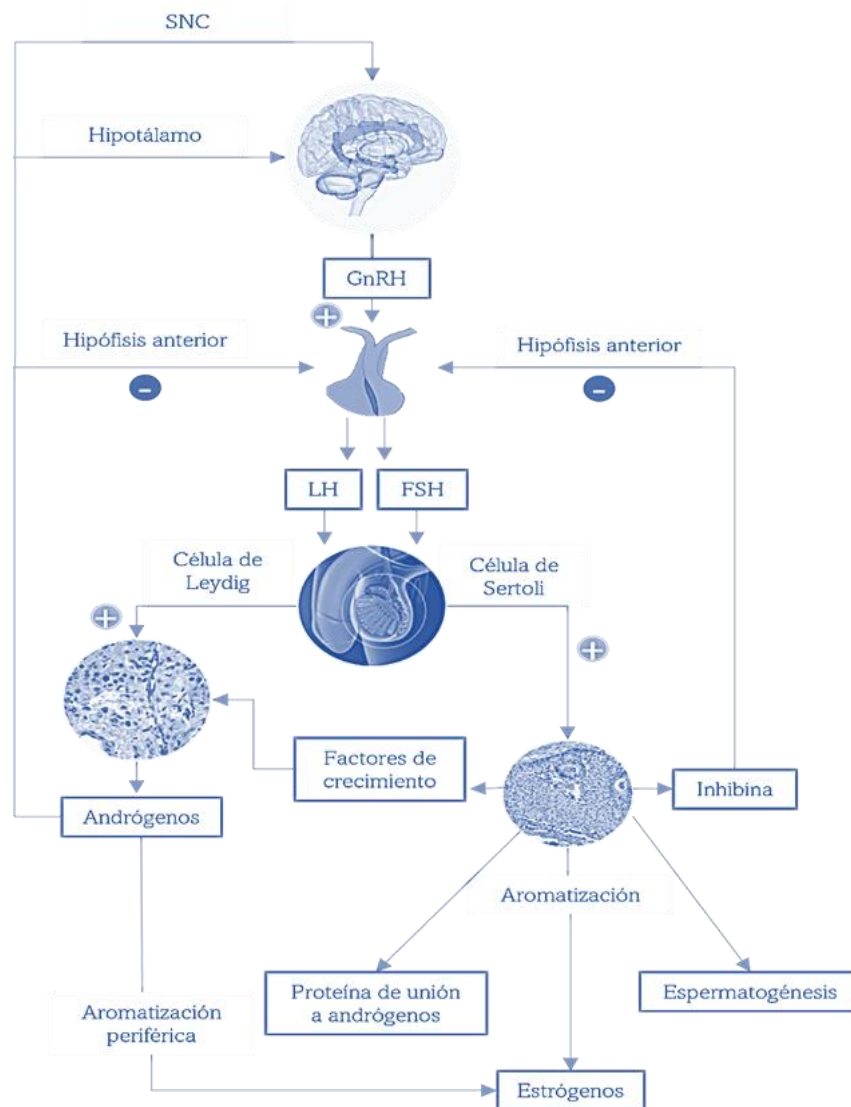 SNC
Hipotálamo
GnRH
+
Hipófisis anterior
-
Hipófisis anterior
-
LH
FSH
Célula de
Leydig
Célula de
Sertoli
+
+
Factores de
crecimiento
Inhibina
Andrógenos
Aromatización
Proteína de unión
a andrógenos
Espermatogénesis
Aromatización
periférica
Estrógenos